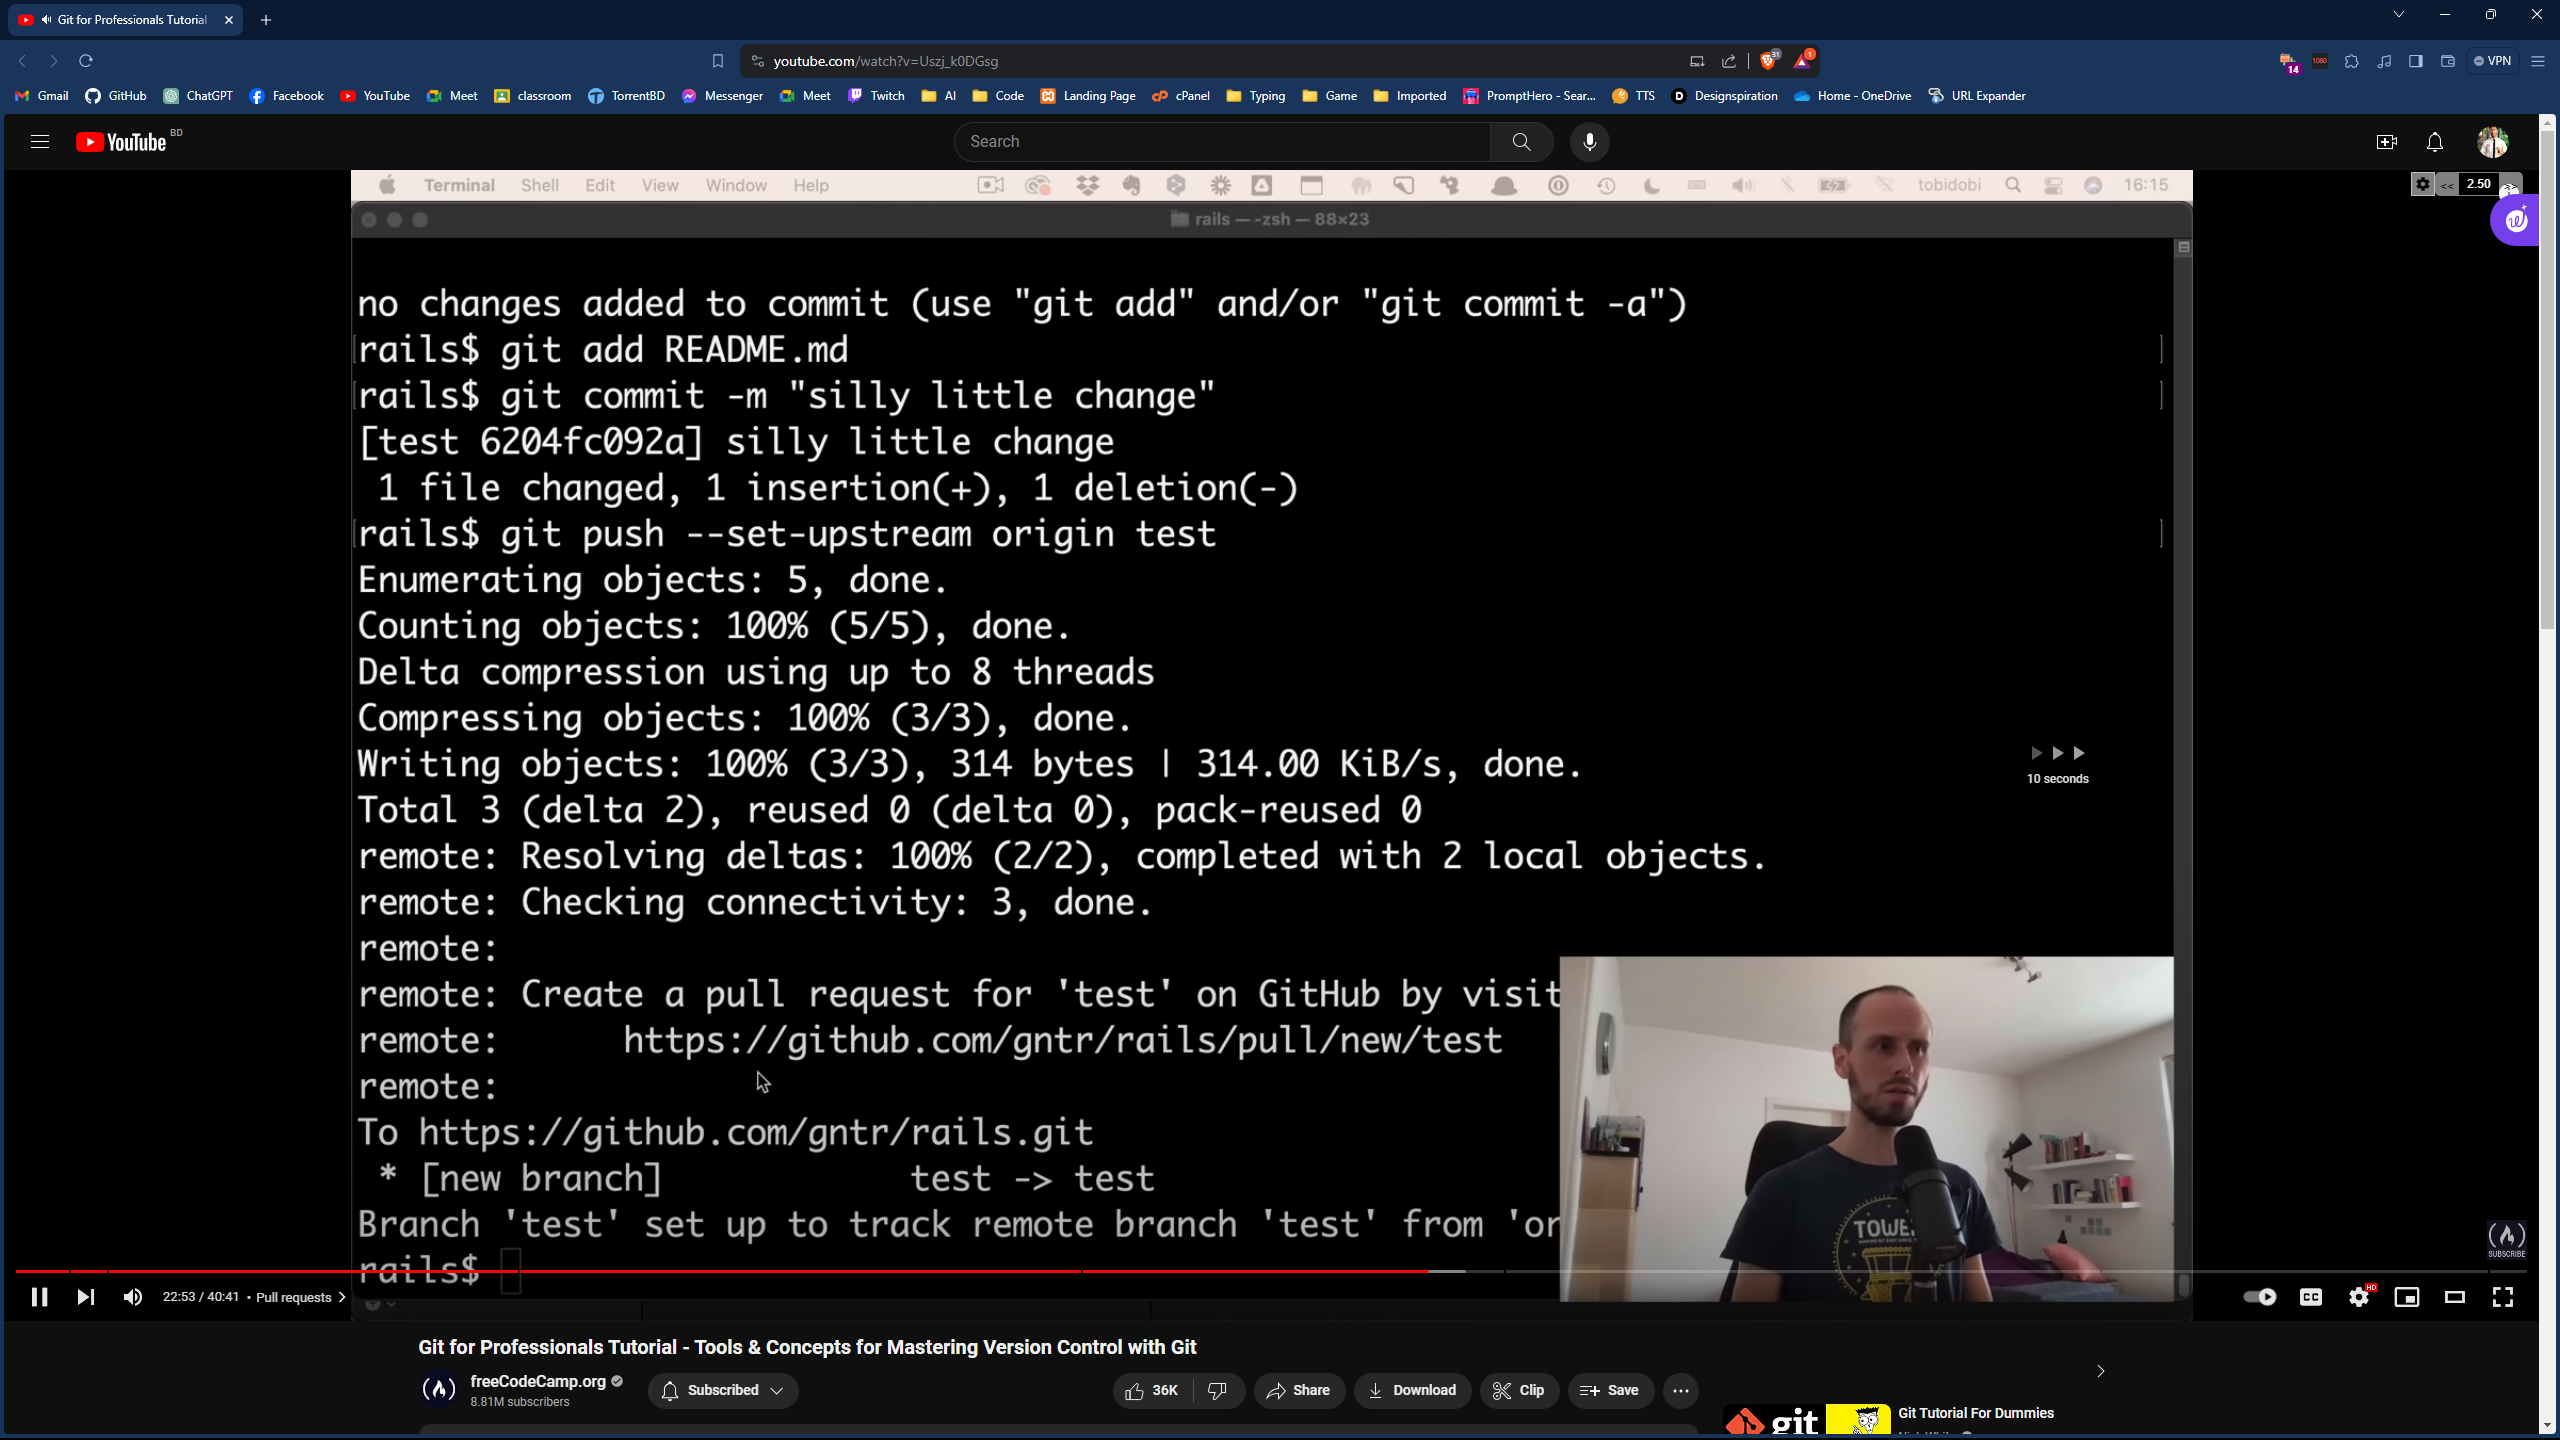 Git for Professionals Tutorial
youtube.com/watch?v=Uszj_k0DGsg
31
1
14
1080
VPN
Gmail GitHub ChatGPT Facebook YouTube Meet classroom TorrentBD Messenger Meet Twitch AI Code Landing Page cPanel Typing Game Imported PromptHero - Sear... TTS Designspiration Home - OneDrive URL Expander
YouTube BD
Search
Terminal Shell Edit View Window Help tobidobi 16:15
<< 2.50 >>
rails — -zsh — 88×23
no changes added to commit (use "git add" and/or "git commit -a")
rails$ git add README.md
rails$ git commit -m "silly little change"
[test 6204fc092a] silly little change
1 file changed, 1 insertion(+), 1 deletion(-)
rails$ git push --set-upstream origin test
Enumerating objects: 5, done.
Counting objects: 100% (5/5), done.
Delta compression using up to 8 threads
Compressing objects: 100% (3/3), done.
Writing objects: 100% (3/3), 314 bytes | 314.00 KiB/s, done.
10 seconds
Total 3 (delta 2), reused 0 (delta 0), pack-reused 0
remote: Resolving deltas: 100% (2/2), completed with 2 local objects.
remote: Checking connectivity: 3, done.
remote:
remote: Create a pull request for 'test' on GitHub by visit
remote: https://github.com/gntr/rails/pull/new/test
remote:
To https://github.com/gntr/rails.git
* [new branch] test -> test
Branch 'test' set up to track remote branch 'test' from 'or
rails$
TOWER
SUBSCRIBE
22:53 / 40:41 • Pull requests
CC
HD
Git for Professionals Tutorial - Tools & Concepts for Mastering Version Control with Git
freeCodeCamp.org
8.81M subscribers
Subscribed
36K
Share
Download
Clip
Save
git
Git Tutorial For Dummies